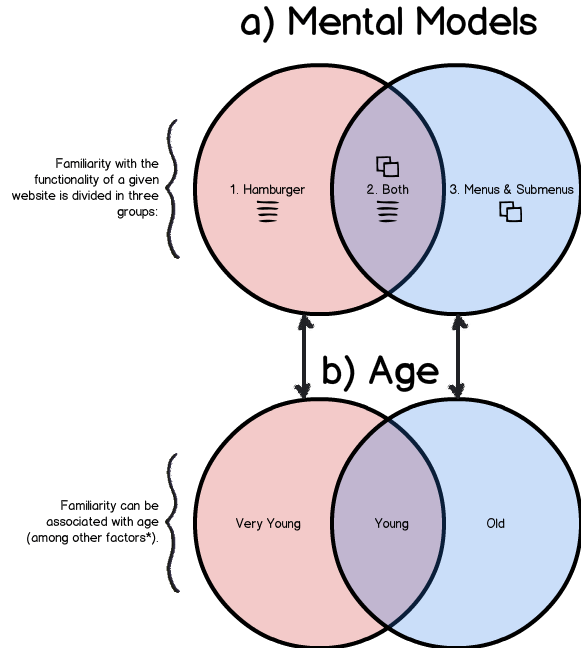 a) Mental Models
Familiarity with the
functionality of a given
website is divided in three
groups:
1. Hamburger
2. Both
3. Menus & Submenus
b) Age
Familiarity can be
associated with age
(among other factors*).
Very Young
Young
Old